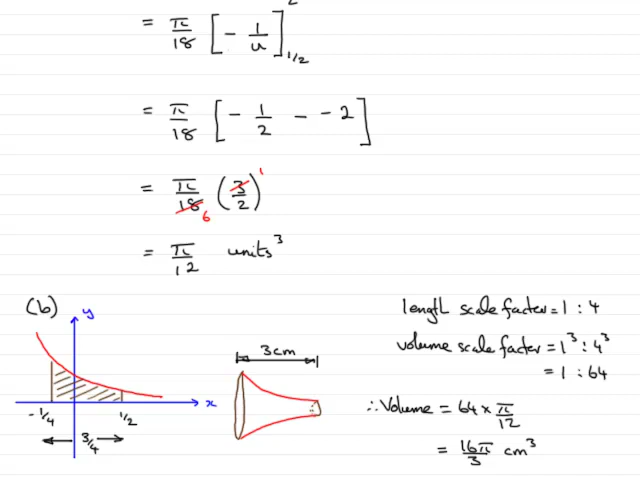 = π/18 [ - 1/u ]²₁/₂
= π/18 [ - 1/2 - - 2 ]
= π/18 6 (3/2) 1
= π/12 units³
(b)
y
x
-1/4
1/2
3/4
3cm
length scale factor = 1 : 4
volume scale factor = 1³ : 4³
= 1 : 64
∴ Volume = 64 × π/12
= 16π/3 cm³